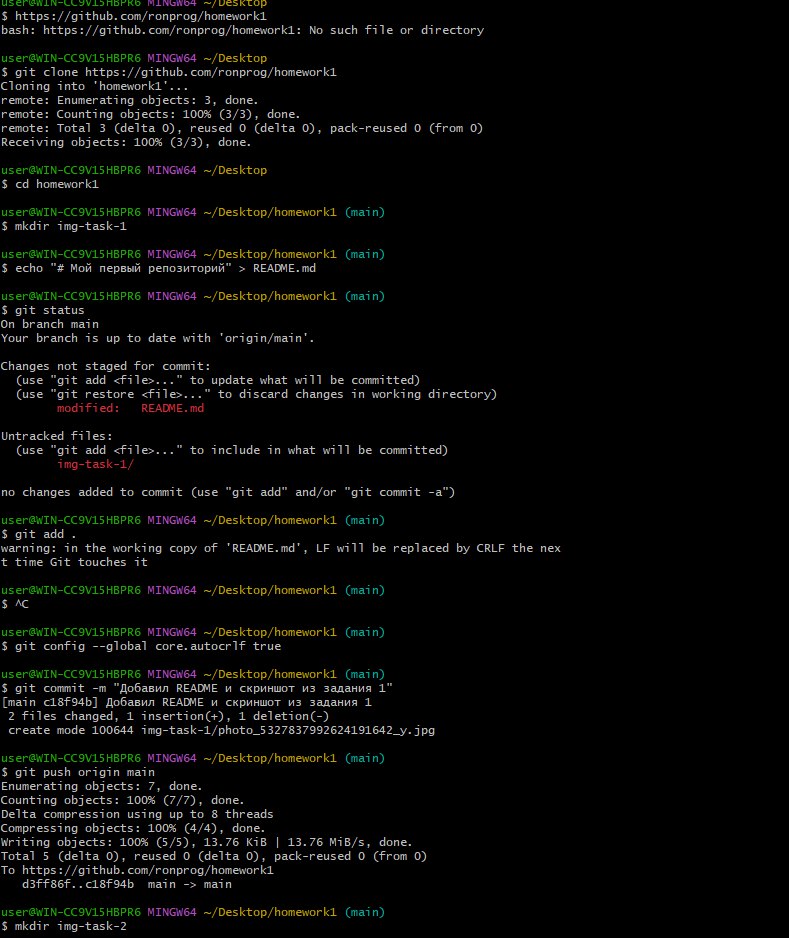 user@WIN-CC9V15HBPR6 MINGW64 ~/Desktop
$ https://github.com/ronprog/homework1
bash: https://github.com/ronprog/homework1: No such file or directory
user@WIN-CC9V15HBPR6 MINGW64 ~/Desktop
$ git clone https://github.com/ronprog/homework1
Cloning into 'homework1'...
remote: Enumerating objects: 3, done.
remote: Counting objects: 100% (3/3), done.
remote: Total 3 (delta 0), reused 0 (delta 0), pack-reused 0 (from 0)
Receiving objects: 100% (3/3), done.
user@WIN-CC9V15HBPR6 MINGW64 ~/Desktop
$ cd homework1
user@WIN-CC9V15HBPR6 MINGW64 ~/Desktop/homework1 (main)
$ mkdir img-task-1
user@WIN-CC9V15HBPR6 MINGW64 ~/Desktop/homework1 (main)
$ echo "# Мой первый репозиторий" > README.md
user@WIN-CC9V15HBPR6 MINGW64 ~/Desktop/homework1 (main)
$ git status
On branch main
Your branch is up to date with 'origin/main'.
Changes not staged for commit:
(use "git add <file>..." to update what will be committed)
(use "git restore <file>..." to discard changes in working directory)
modified: README.md
Untracked files:
(use "git add <file>..." to include in what will be committed)
img-task-1/
no changes added to commit (use "git add" and/or "git commit -a")
user@WIN-CC9V15HBPR6 MINGW64 ~/Desktop/homework1 (main)
$ git add .
warning: in the working copy of 'README.md', LF will be replaced by CRLF the nex
t time Git touches it
user@WIN-CC9V15HBPR6 MINGW64 ~/Desktop/homework1 (main)
$ ^C
user@WIN-CC9V15HBPR6 MINGW64 ~/Desktop/homework1 (main)
$ git config --global core.autocrlf true
user@WIN-CC9V15HBPR6 MINGW64 ~/Desktop/homework1 (main)
$ git commit -m "Добавил README и скриншот из задания 1"
[main c18f94b] Добавил README и скриншот из задания 1
2 files changed, 1 insertion(+), 1 deletion(-)
create mode 100644 img-task-1/photo_5327837992624191642_y.jpg
user@WIN-CC9V15HBPR6 MINGW64 ~/Desktop/homework1 (main)
$ git push origin main
Enumerating objects: 7, done.
Counting objects: 100% (7/7), done.
Delta compression using up to 8 threads
Compressing objects: 100% (4/4), done.
Writing objects: 100% (5/5), 13.76 KiB | 13.76 MiB/s, done.
Total 5 (delta 0), reused 0 (delta 0), pack-reused 0 (from 0)
To https://github.com/ronprog/homework1
d3ff86f..c18f94b main -> main
user@WIN-CC9V15HBPR6 MINGW64 ~/Desktop/homework1 (main)
$ mkdir img-task-2